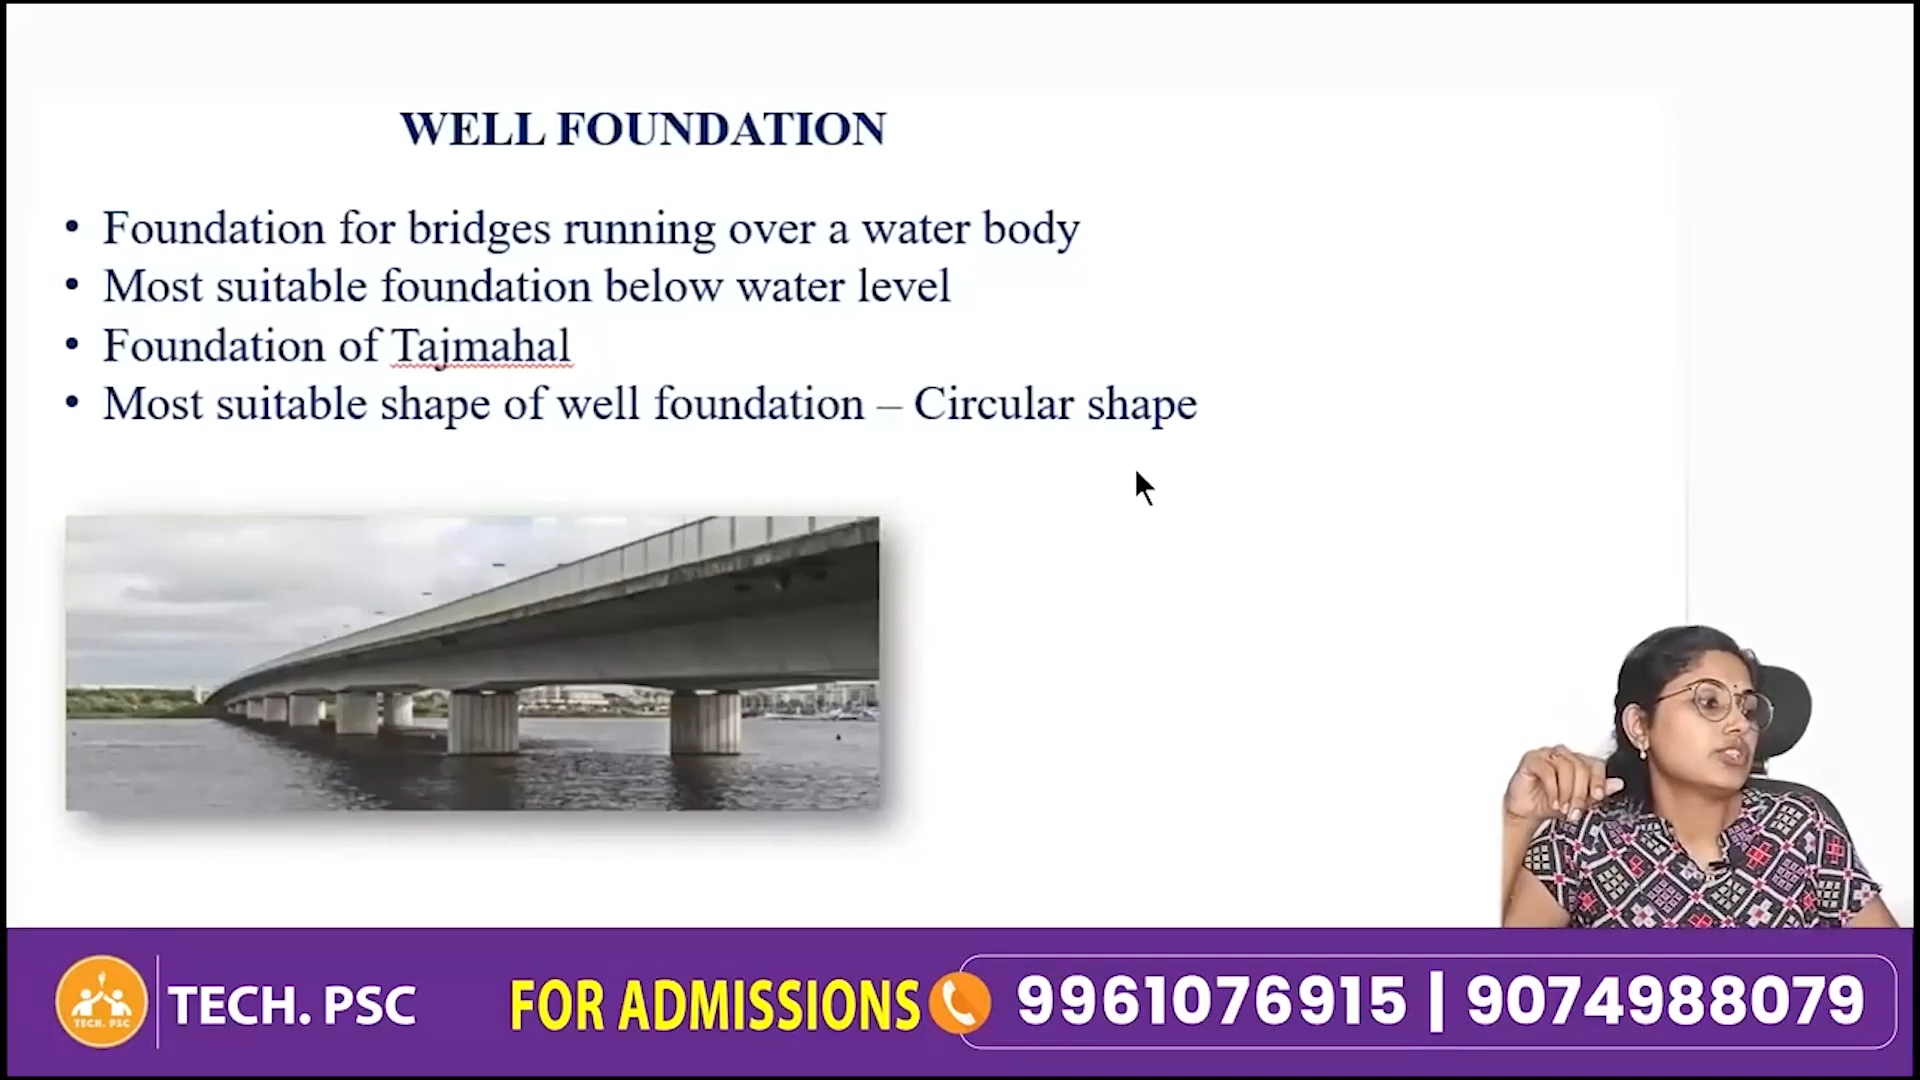 WELL FOUNDATION
• Foundation for bridges running over a water body
• Most suitable foundation below water level
• Foundation of Tajmahal
• Most suitable shape of well foundation – Circular shape
TECH. PSC
TECH. PSC
FOR ADMISSIONS
9961076915 | 9074988079